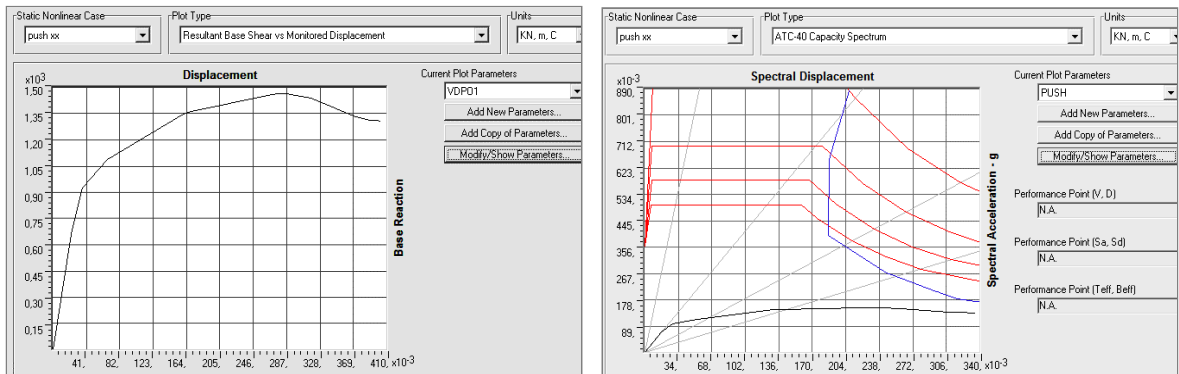 Static Nonlinear Case
push xx
Plot Type
Resultant Base Shear vs Monitored Displacement
Units
KN, m, C
Displacement
x10-3
1,50
1,35
1,20
1,05
0,90
0,75
0,60
0,45
0,30
0,15
41, 82, 123, 164, 205, 246, 287, 328, 369, 410, x10-3
Base Reaction
Current Plot Parameters
VDPO1
Add New Parameters...
Add Copy of Parameters...
Modify/Show Parameters...
Static Nonlinear Case
push xx
Plot Type
ATC-40 Capacity Spectrum
Units
KN, m, C
Spectral Displacement
x10-3
890,
801,
712,
623,
534,
445,
356,
267,
178,
89,
34, 68, 102, 136, 170, 204, 238, 272, 306, 340, x10-3
Spectral Acceleration - g
Current Plot Parameters
PUSH
Add New Parameters...
Add Copy of Parameters...
Modify/Show Parameters...
Performance Point (V, D)
N.A.
Performance Point (Sa, Sd)
N.A.
Performance Point (Teff, Beff)
N.A.